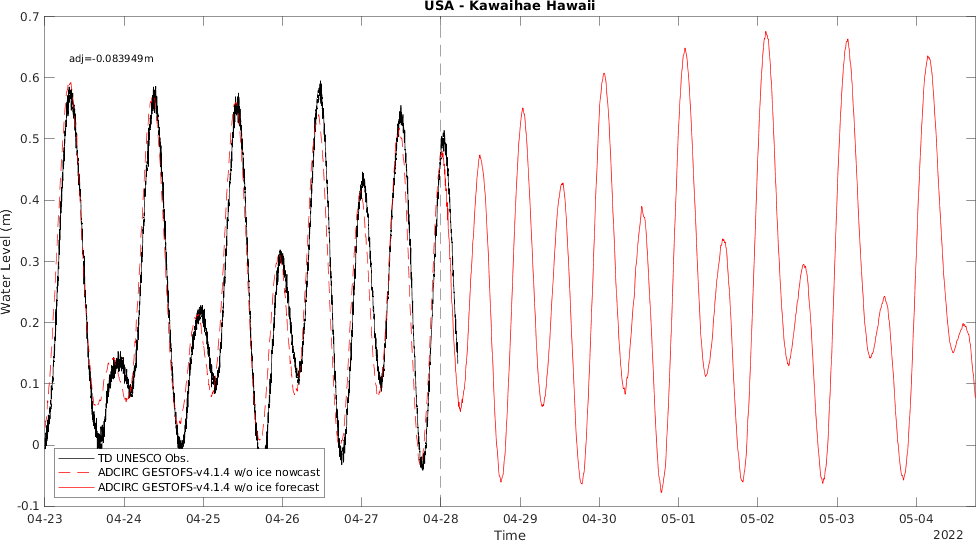 USA - Kawaihae Hawaii
0.7
adj=-0.083949m
0.6
0.5
0.4
0.3
0.2
0.1
0
-0.1
Water Level (m)
TD UNESCO Obs.
ADCIRC GESTOFS-v4.1.4 w/o ice nowcast
ADCIRC GESTOFS-v4.1.4 w/o ice forecast
04-23 04-24 04-25 04-26 04-27 04-28 04-29 04-30 05-01 05-02 05-03 05-04
Time
2022